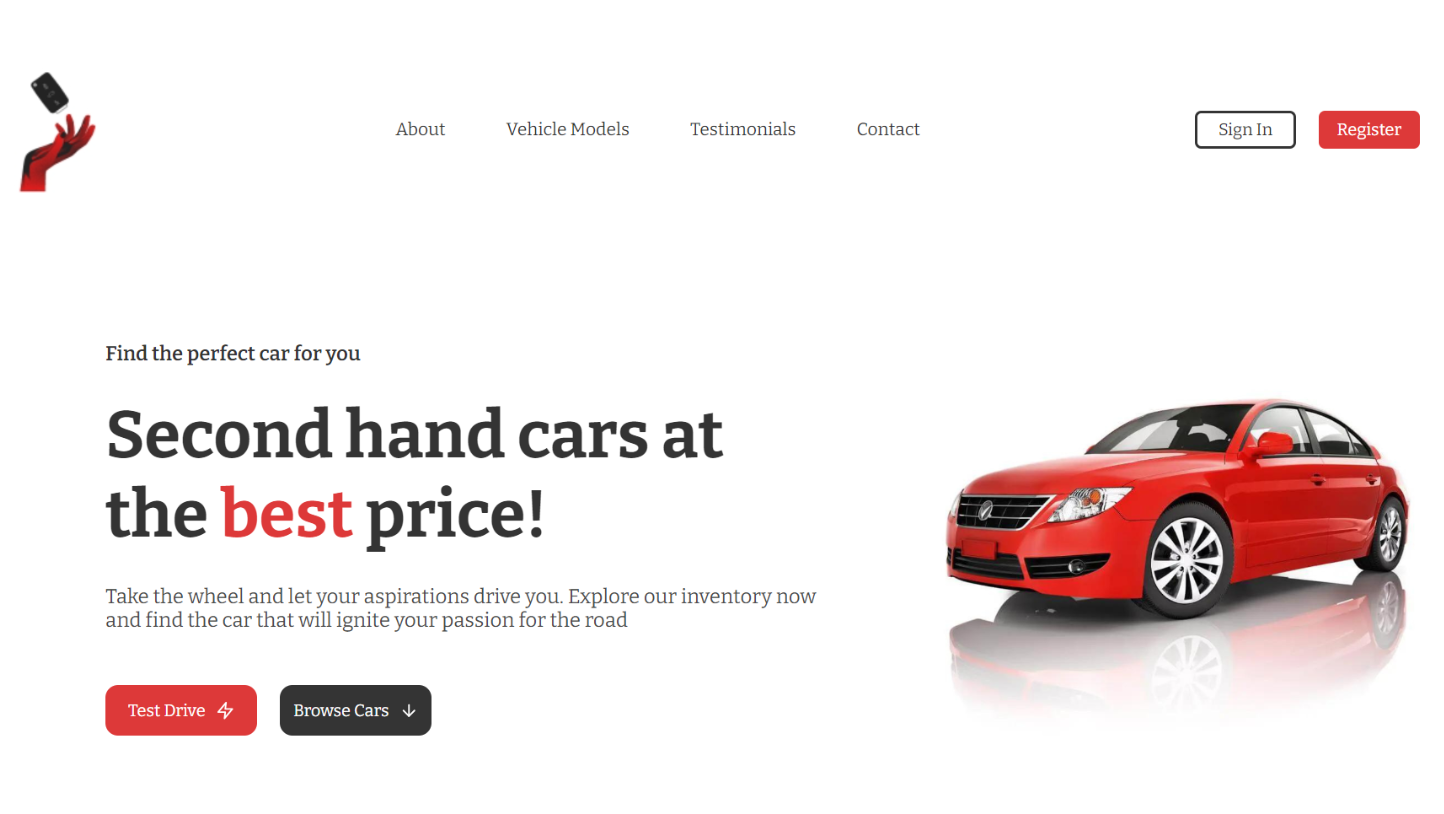 About
Vehicle Models
Testimonials
Contact
Sign In
Register
Find the perfect car for you
Second hand cars at
the best price!
Take the wheel and let your aspirations drive you. Explore our inventory now
and find the car that will ignite your passion for the road
Test Drive
Browse Cars